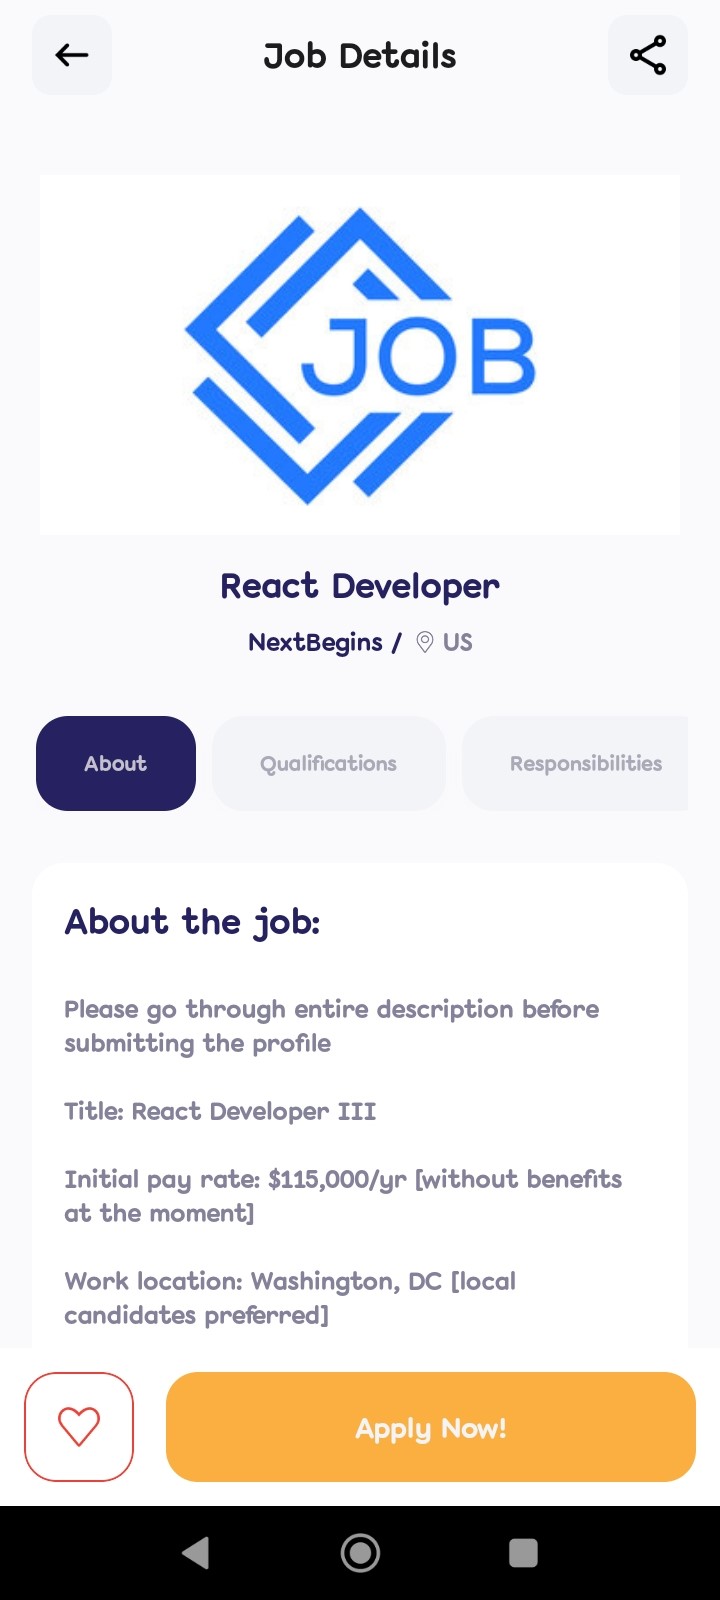 Job Details
JOB
React Developer
NextBegins / US
About
Qualifications
Responsibilities
About the job:
Please go through entire description before
submitting the profile
Title: React Developer III
Initial pay rate: $115,000/yr [without benefits
at the moment]
Work location: Washington, DC [local
candidates preferred]
Apply Now!